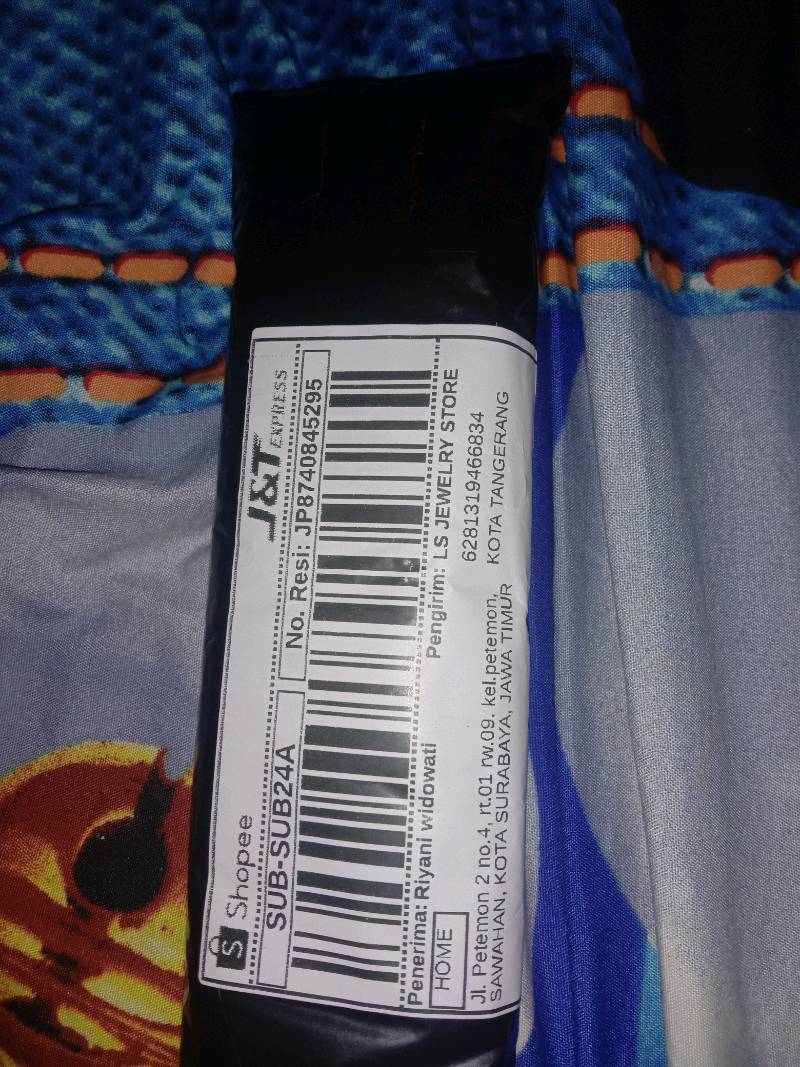 Shopee
J&T EXPRESS
SUB-SUB24A
No. Resi: JP8740845295
Penerima: Riyani widowati
Pengirim: LS JEWELRY STORE
HOME
6281319466834
KOTA TANGERANG
Jl. Petemon 2 no.4, rt.01 rw.09. kel.petemon,
SAWAHAN, KOTA SURABAYA, JAWA TIMUR